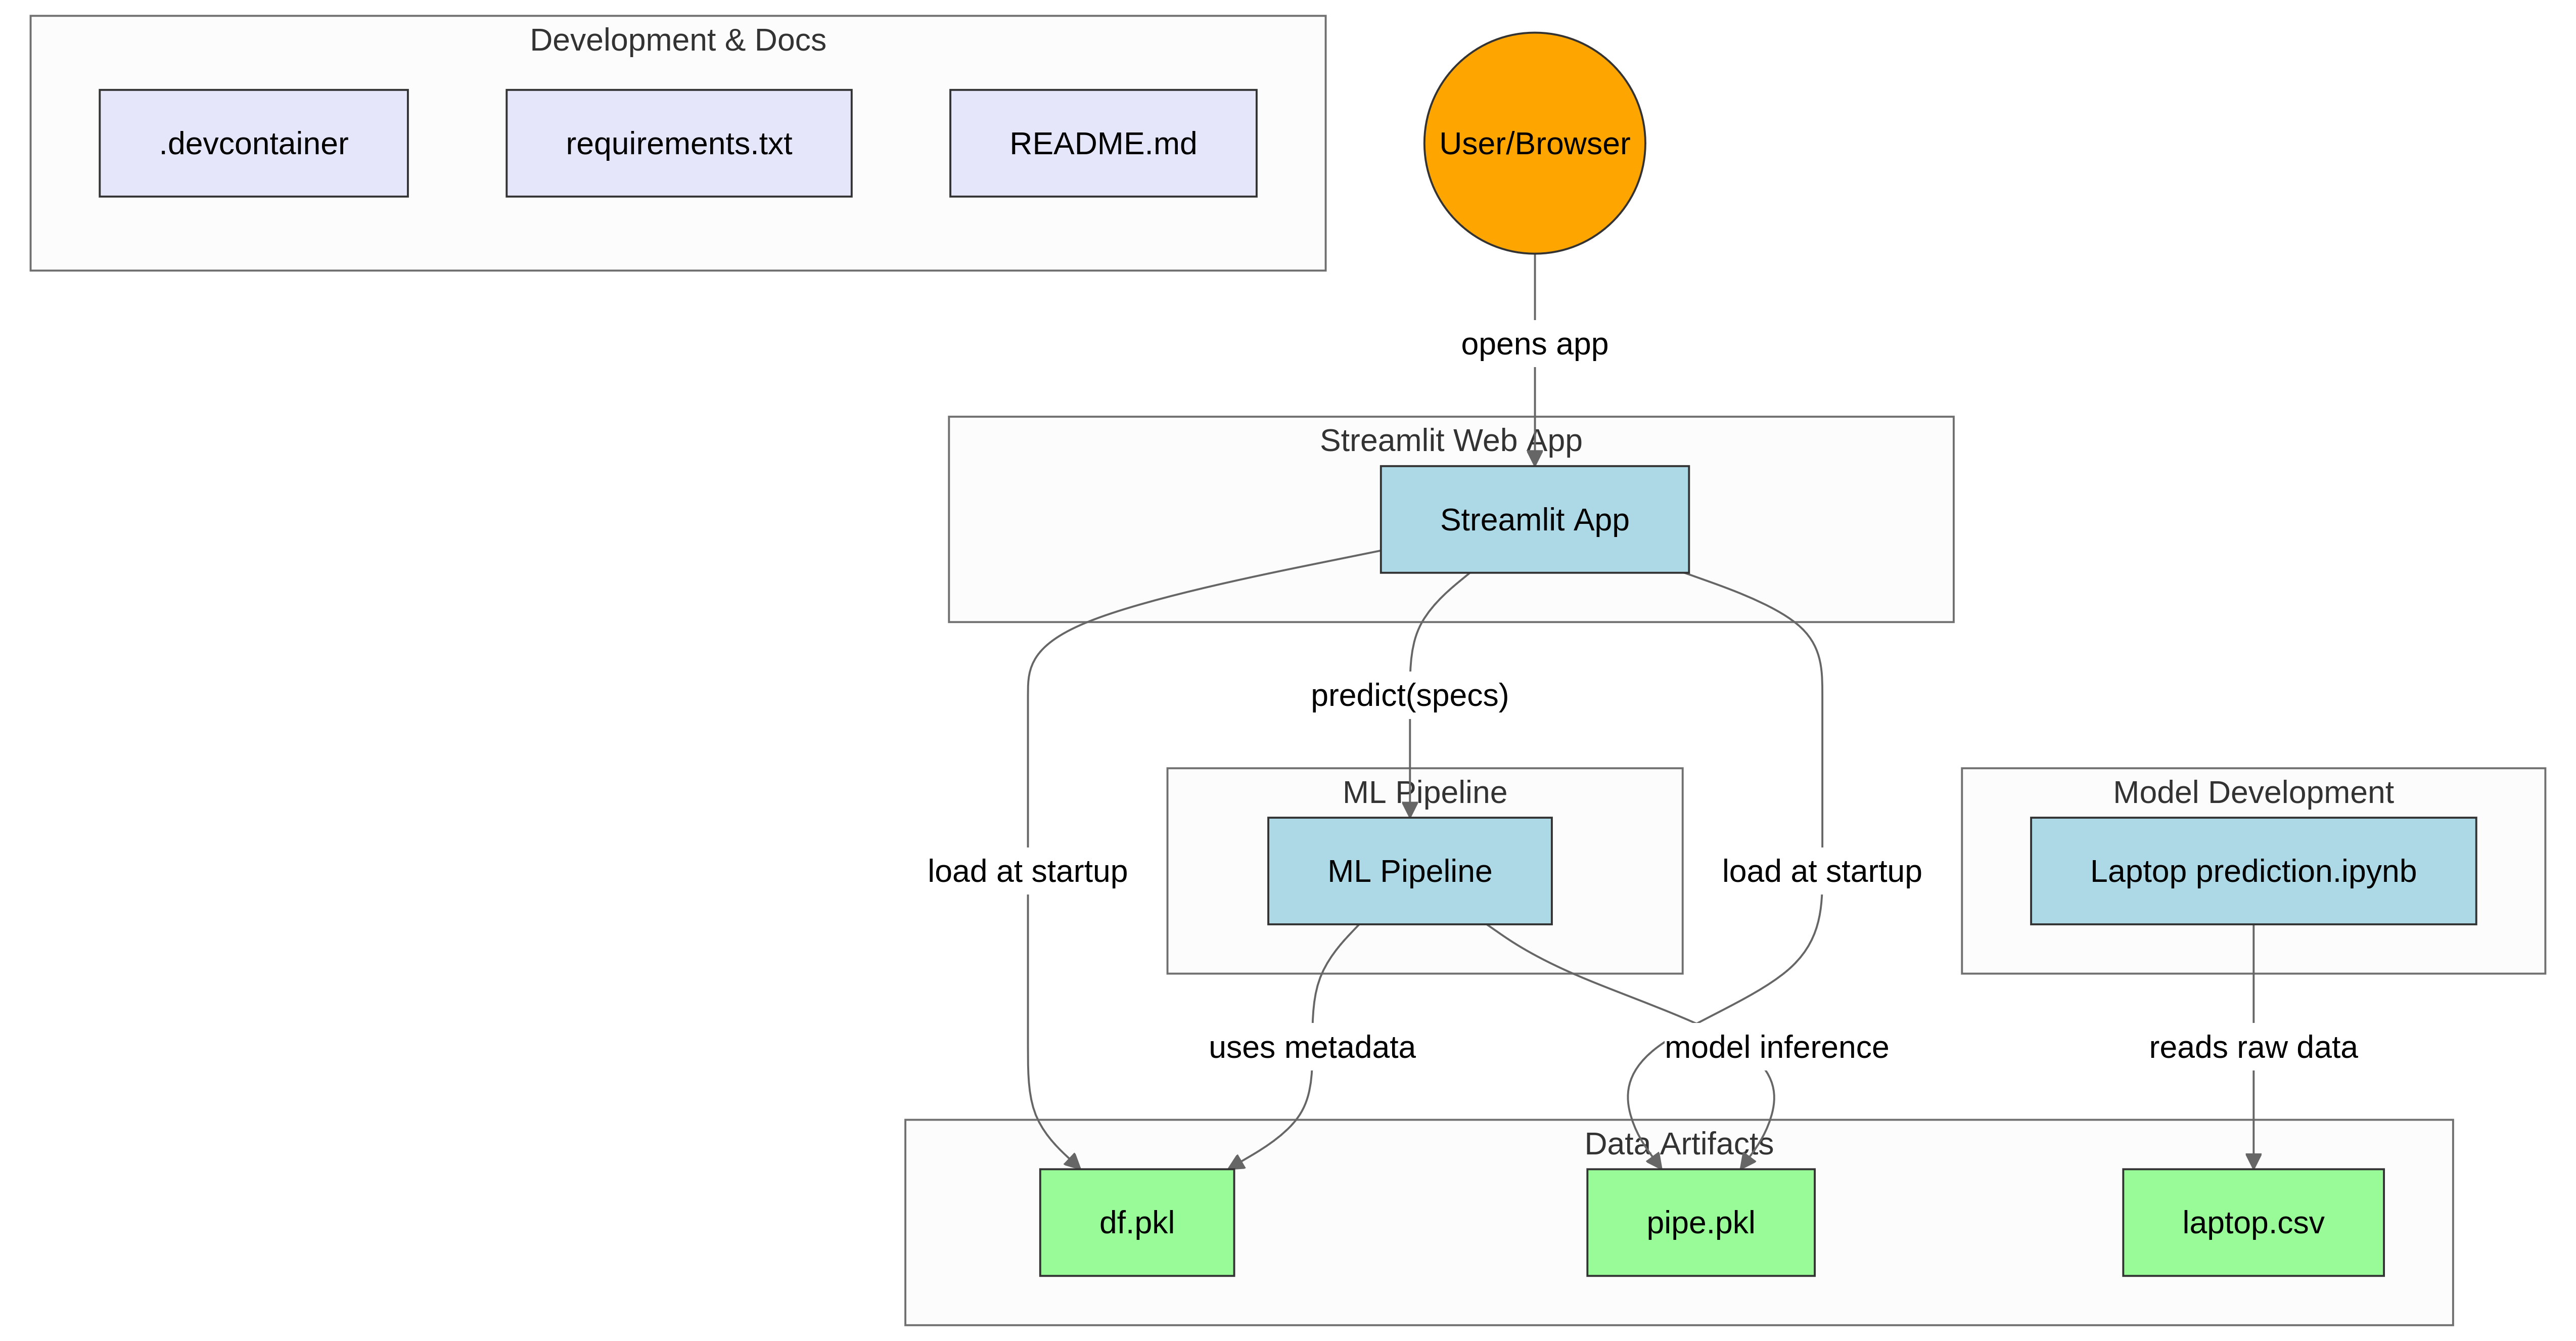 Development & Docs
.devcontainer
requirements.txt
README.md
User/Browser
opens app
Streamlit Web App
Streamlit App
predict(specs)
ML Pipeline
Model Development
load at startup
ML Pipeline
load at startup
Laptop prediction.ipynb
uses metadata
model inference
reads raw data
Data Artifacts
df.pkl
pipe.pkl
laptop.csv